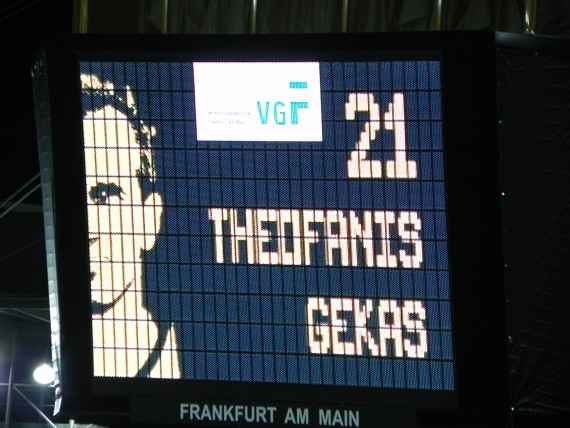 VGF
21
THEOFANIS
GEKAS
FRANKFURT AM MAIN